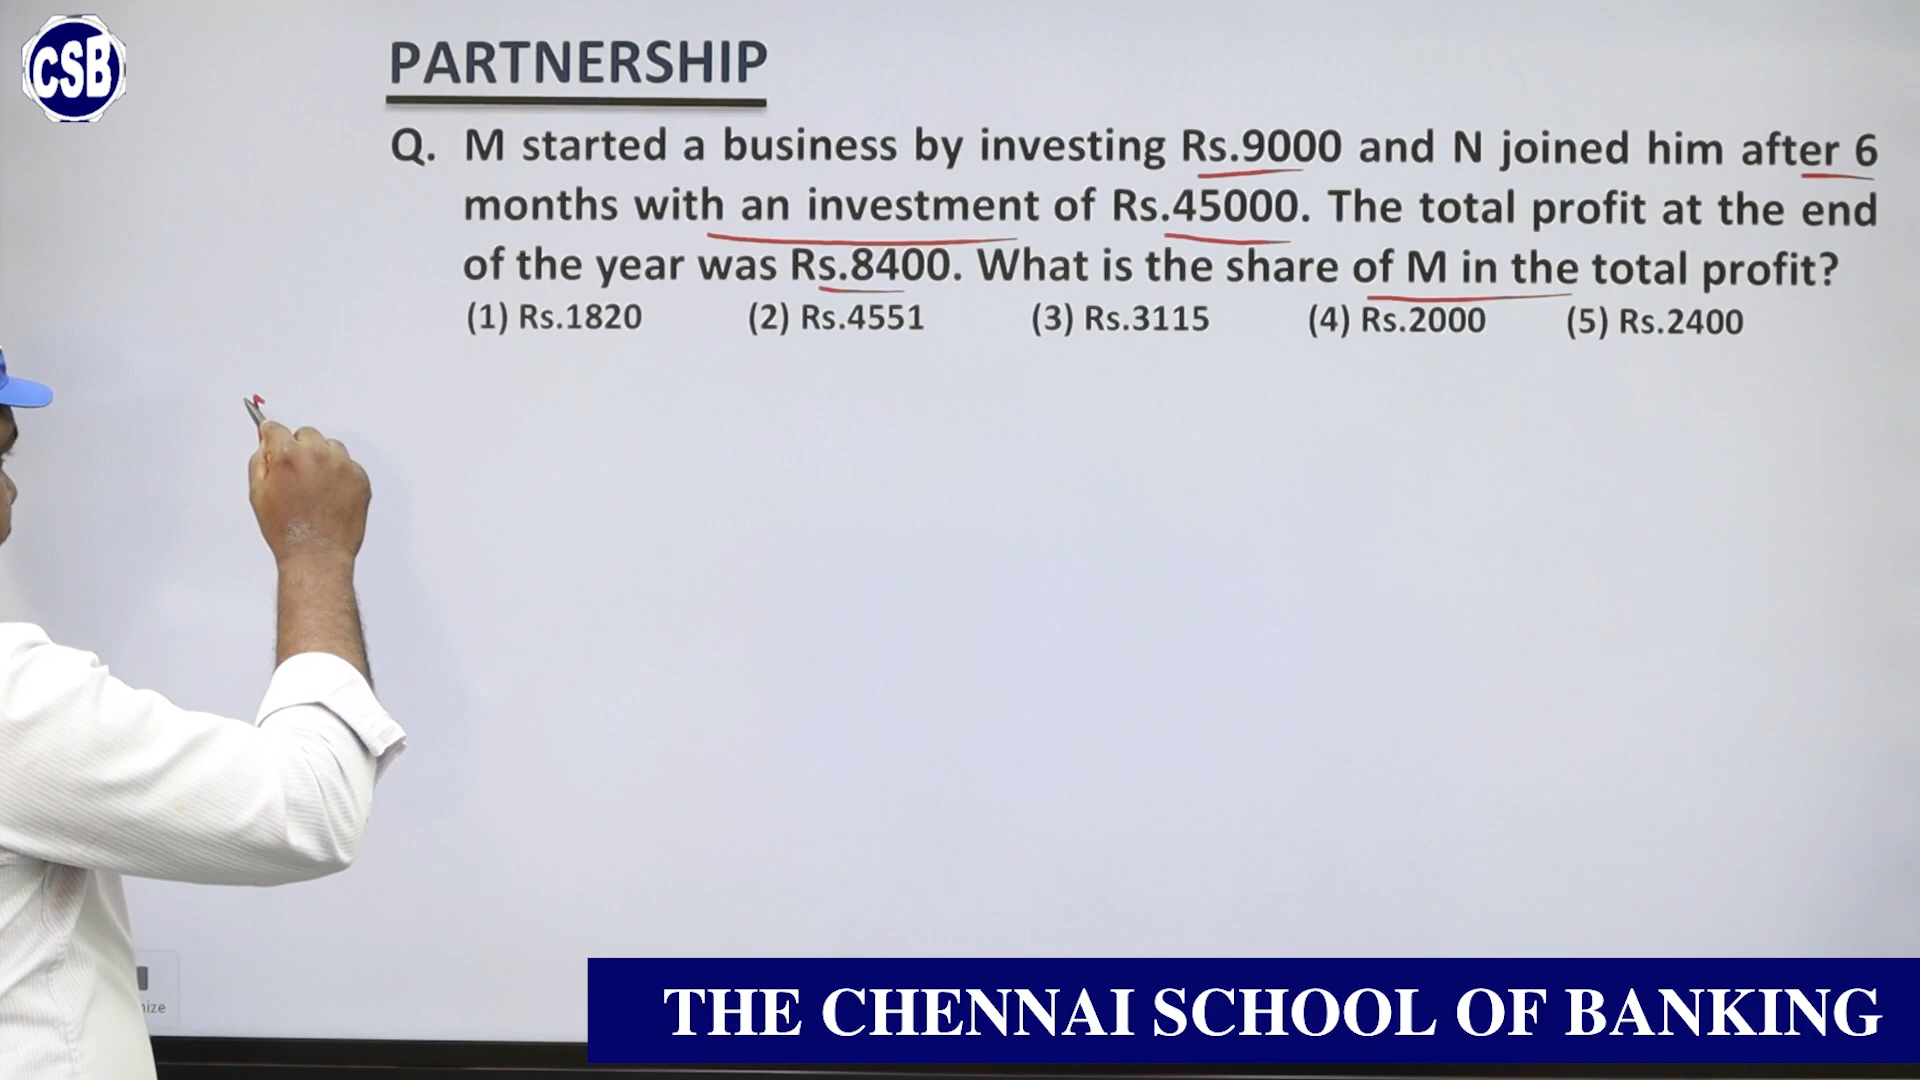 CSB
PARTNERSHIP
Q. M started a business by investing Rs.9000 and N joined him after 6
months with an investment of Rs.45000. The total profit at the end
of the year was Rs.8400. What is the share of M in the total profit?
(1) Rs.1820 (2) Rs.4551 (3) Rs.3115 (4) Rs.2000 (5) Rs.2400
THE CHENNAI SCHOOL OF BANKING